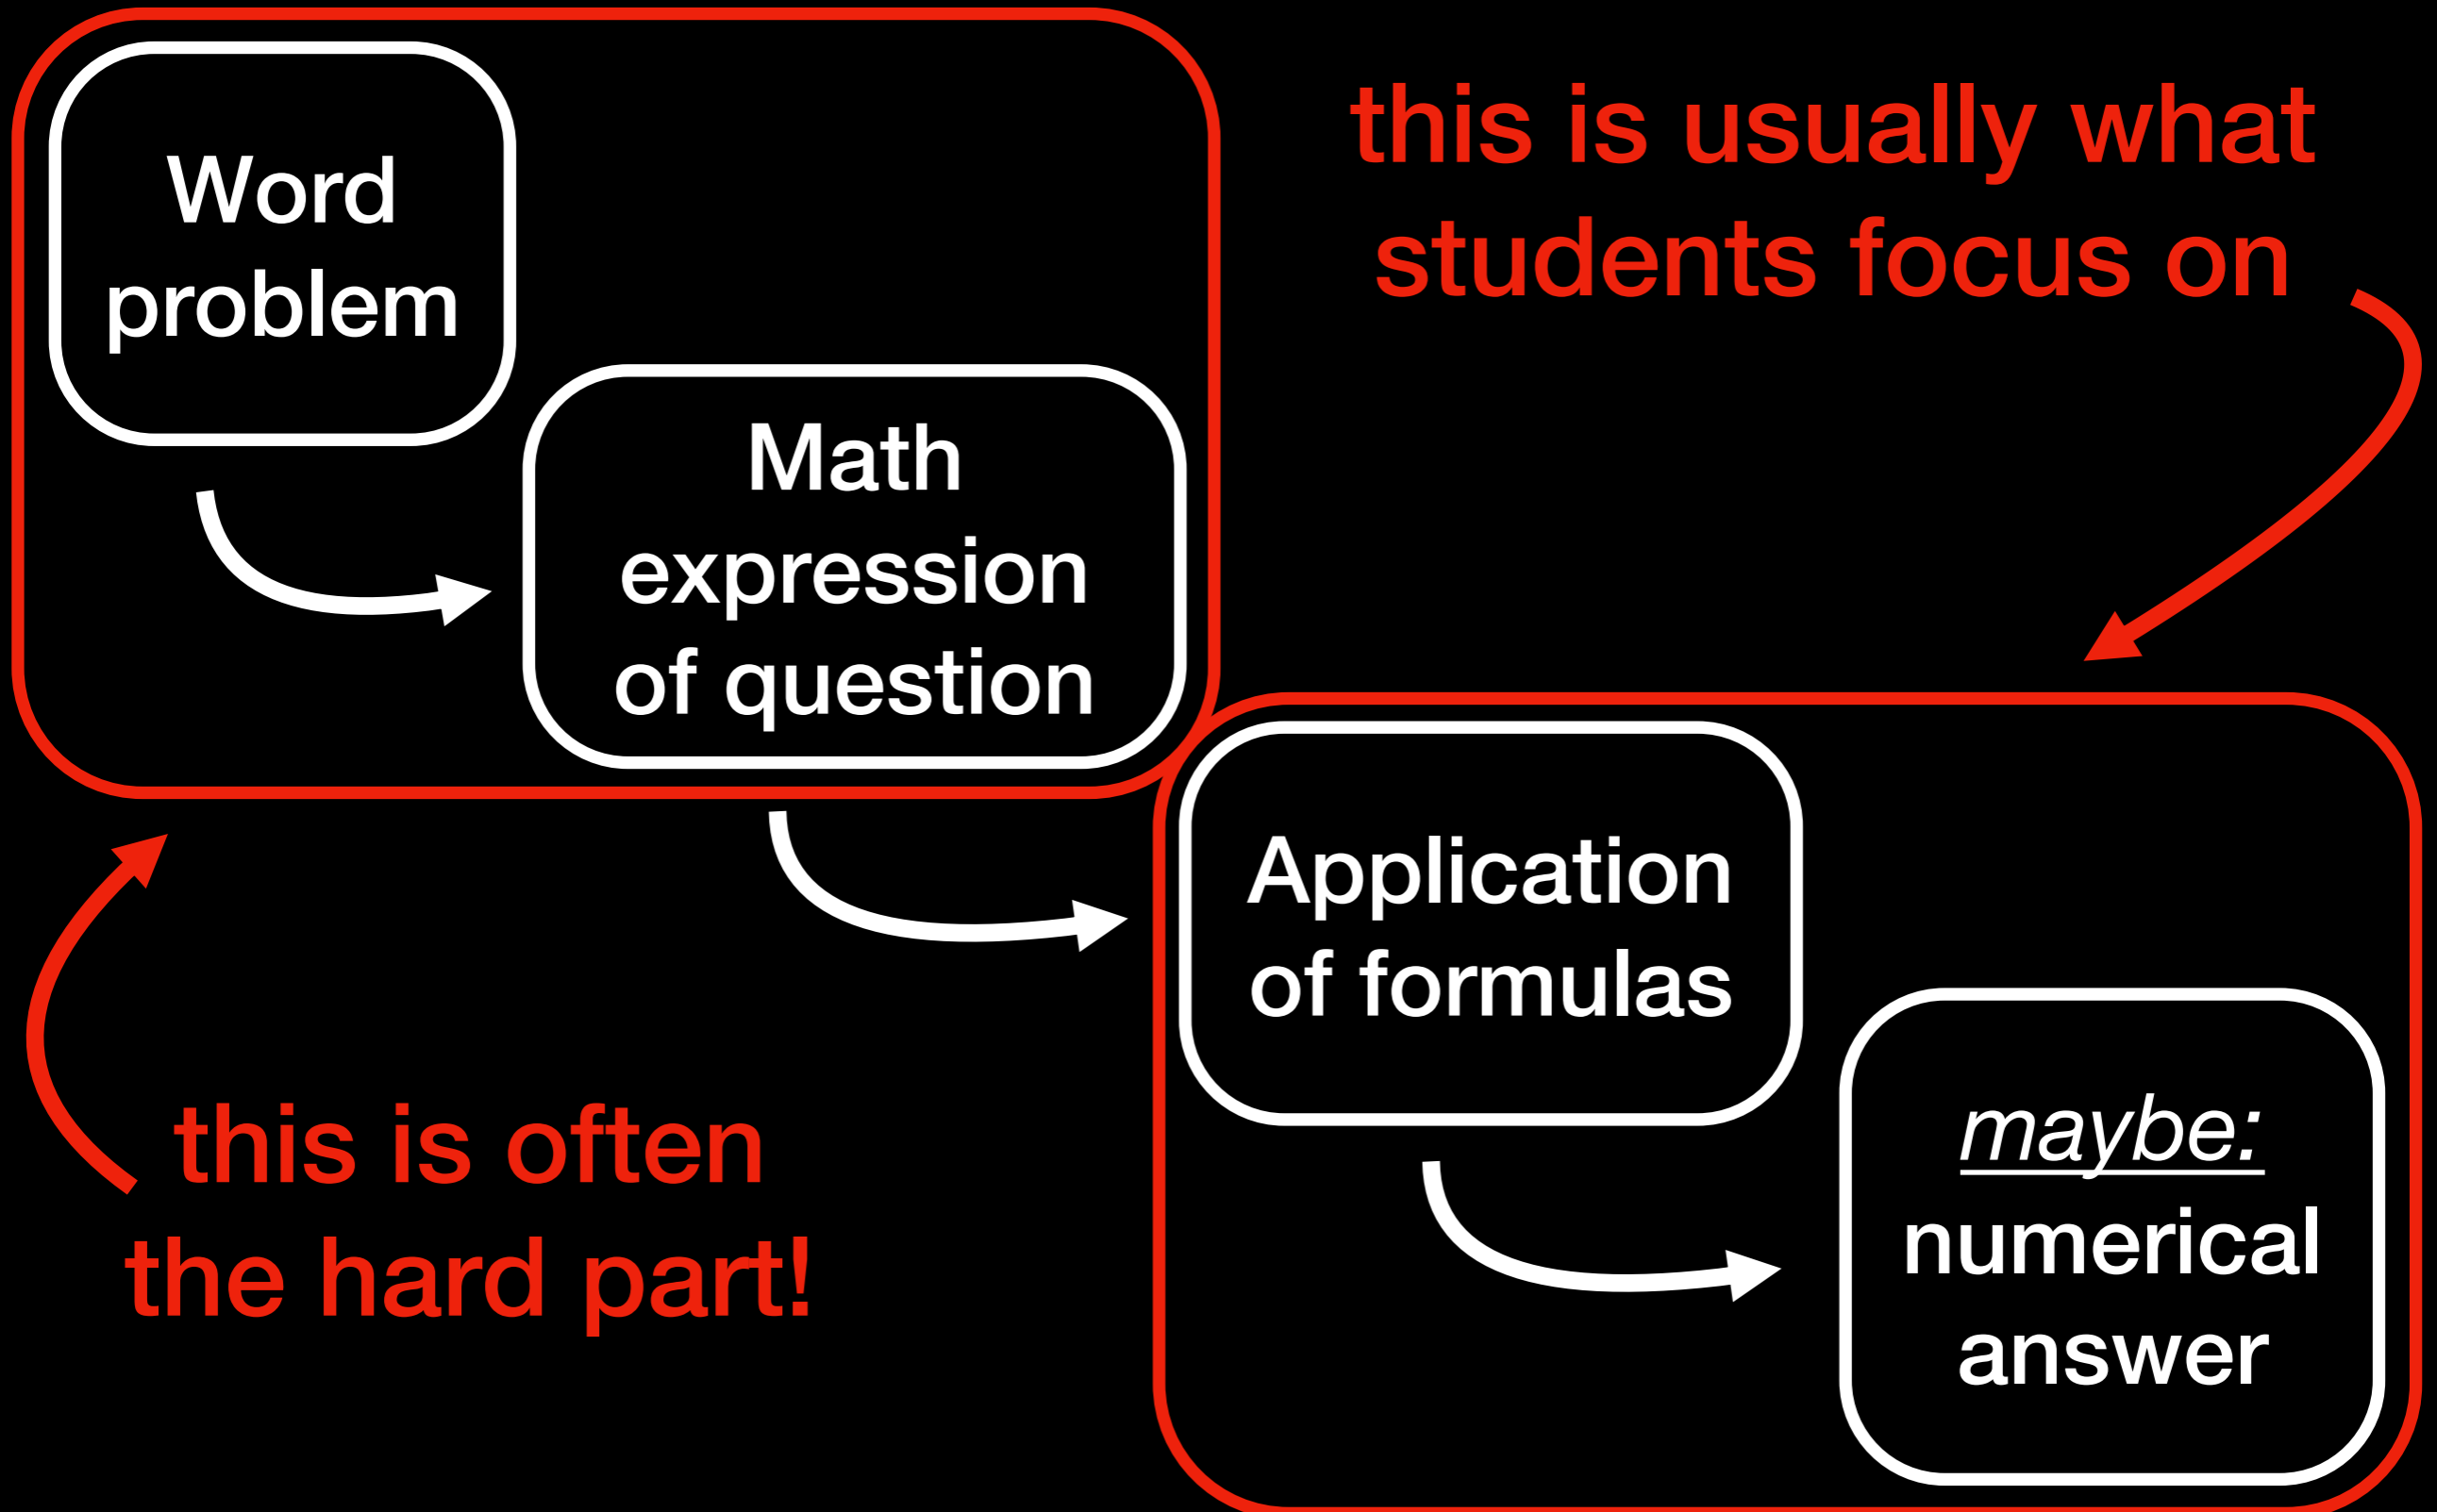 Word
problem
this is usually what
students focus on
Math
expression
of question
Application
of formulas
this is often
the hard part!
maybe:
numerical
answer